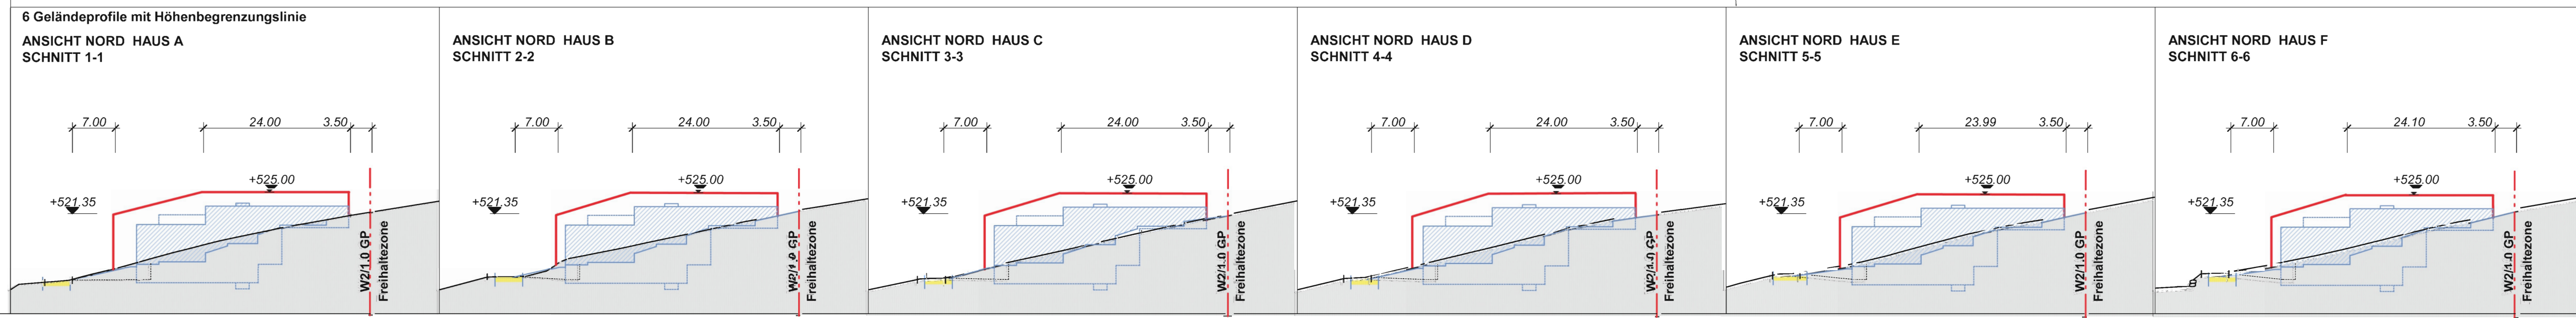 6 Geländeprofile mit Höhenbegrenzungslinie
ANSICHT NORD HAUS A
SCHNITT 1-1
7.00
24.00
3.50
+525.00
+521.35
W2/1.0 GP
Freihaltezone
ANSICHT NORD HAUS B
SCHNITT 2-2
7.00
24.00
3.50
+525.00
+521.35
W2/1.0 GP
Freihaltezone
ANSICHT NORD HAUS C
SCHNITT 3-3
7.00
24.00
3.50
+525.00
+521.35
W2/1.0 GP
Freihaltezone
ANSICHT NORD HAUS D
SCHNITT 4-4
7.00
24.00
3.50
+525.00
+521.35
W2/1.0 GP
Freihaltezone
ANSICHT NORD HAUS E
SCHNITT 5-5
7.00
23.99
3.50
+525.00
+521.35
W2/1.0 GP
Freihaltezone
ANSICHT NORD HAUS F
SCHNITT 6-6
7.00
24.10
3.50
+525.00
+521.35
W2/1.0 GP
Freihaltezone